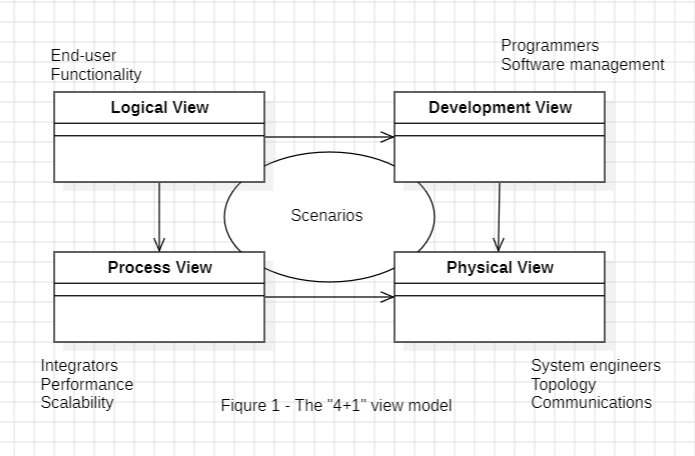 End-user
Functionality
Programmers
Software management
Logical View
Development View
Scenarios
Process View
Physical View
Integrators
Performance
Scalability
System engineers
Topology
Communications
Fiqure 1 - The "4+1" view model